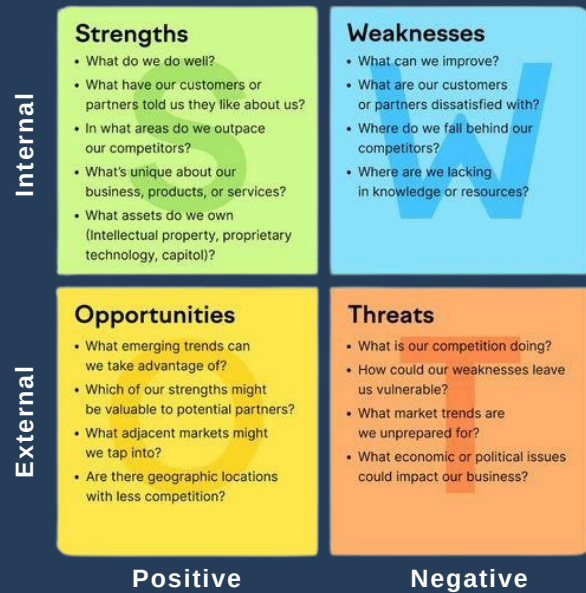 Internal
Strengths
• What do we do well?
• What have our customers or
partners told us they like about us?
• In what areas do we outpace
our competitors?
• What's unique about our
business, products, or services?
• What assets do we own
(Intellectual property, proprietary
technology, capitol)?
S
Weaknesses
• What can we improve?
• What are our customers
or partners dissatisfied with?
• Where do we fall behind our
competitors?
• Where are we lacking
in knowledge or resources?
W
External
Opportunities
• What emerging trends can
we take advantage of?
• Which of our strengths might
be valuable to potential partners?
• What adjacent markets might
we tap into?
• Are there geographic locations
with less competition?
O
Threats
• What is our competition doing?
• How could our weaknesses leave
us vulnerable?
• What market trends are
we unprepared for?
• What economic or political issues
could impact our business?
T
Positive
Negative